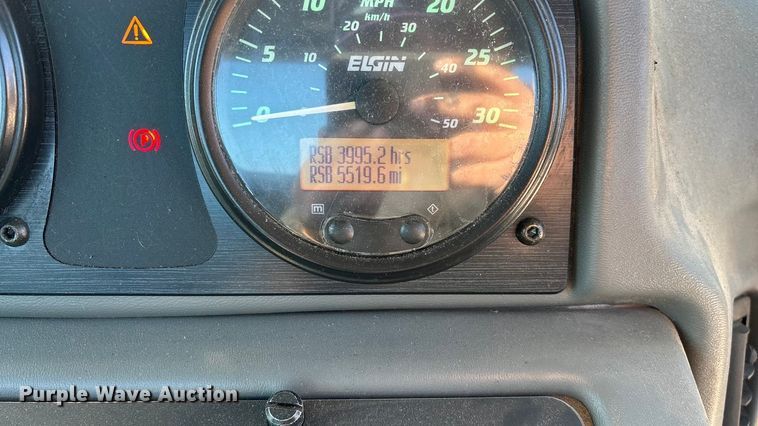 10 MPH 20
km/h
20 30
5 10 ELGIN 40 25
0 50 30
RSB 3995.2 hrs
RSB 5519.6 mi
m
P
Purple Wave Auction